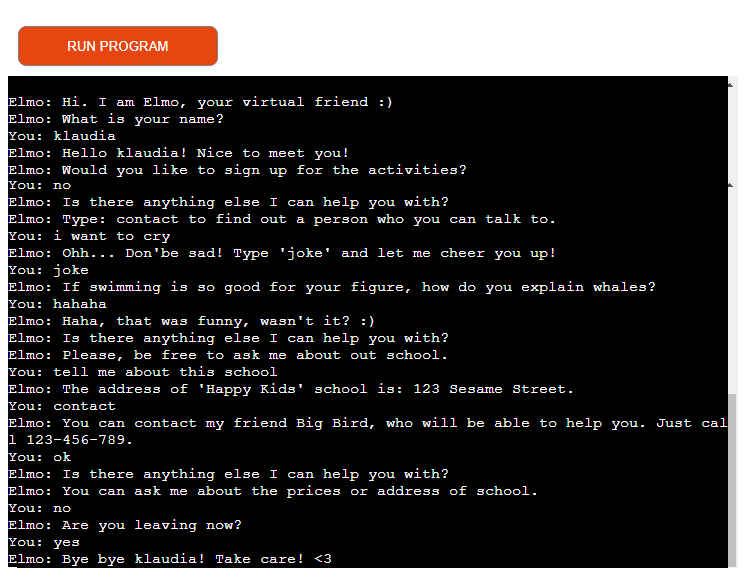 RUN PROGRAM
Elmo: Hi. I am Elmo, your virtual friend :)
Elmo: What is your name?
You: klaudia
Elmo: Hello klaudia! Nice to meet you!
Elmo: Would you like to sign up for the activities?
You: no
Elmo: Is there anything else I can help you with?
Elmo: Type: contact to find out a person who you can talk to.
You: i want to cry
Elmo: Ohh... Don'be sad! Type 'joke' and let me cheer you up!
You: joke
Elmo: If swimming is so good for your figure, how do you explain whales?
You: hahaha
Elmo: Haha, that was funny, wasn't it? :)
Elmo: Is there anything else I can help you with?
Elmo: Please, be free to ask me about out school.
You: tell me about this school
Elmo: The address of 'Happy Kids' school is: 123 Sesame Street.
You: contact
Elmo: You can contact my friend Big Bird, who will be able to help you. Just cal
l 123-456-789.
You: ok
Elmo: Is there anything else I can help you with?
Elmo: You can ask me about the prices or address of school.
You: no
Elmo: Are you leaving now?
You: yes
Elmo: Bye bye klaudia! Take care! <3